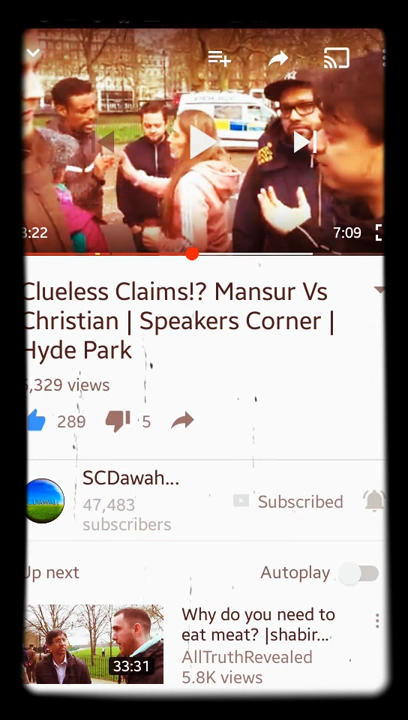 POLICE
3:22
7:09
Clueless Claims!? Mansur Vs
Christian | Speakers Corner |
Hyde Park
,329 views
289
5
SCDawah...
47,483
subscribers
Subscribed
Up next
Autoplay
Why do you need to
eat meat? |shabir...
AllTruthRevealed
5.8K views
33:31